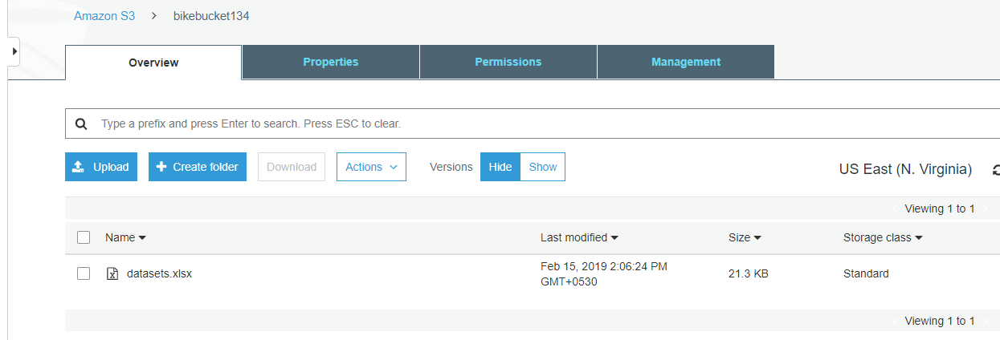 Amazon S3 > bikebucket134
Overview Properties Permissions Management
Type a prefix and press Enter to search. Press ESC to clear.
Upload + Create folder Download Actions Versions Hide Show US East (N. Virginia)
Viewing 1 to 1
Name Last modified Size Storage class
datasets.xlsx Feb 15, 2019 2:06:24 PM 21.3 KB Standard
GMT+0530
Viewing 1 to 1